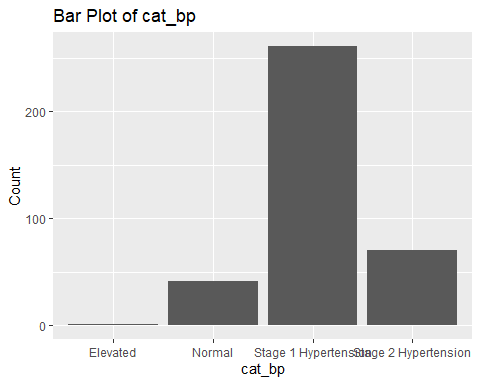 Bar Plot of cat_bp
Count
200
100
0
Elevated Normal Stage 1 Hypertension Stage 2 Hypertension
cat_bp